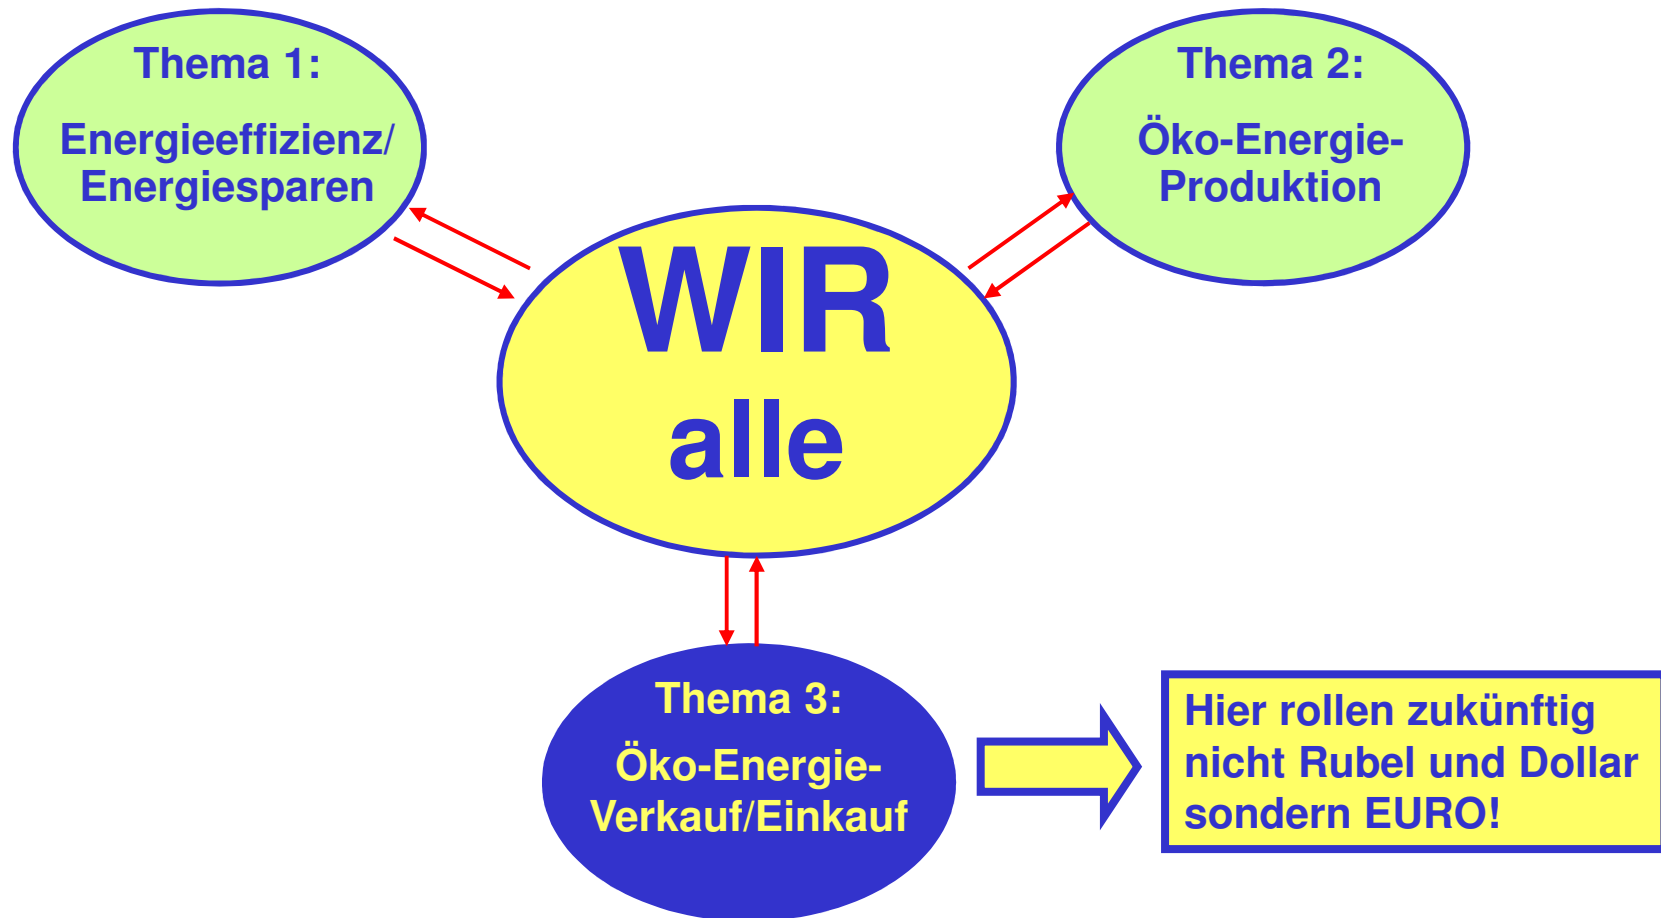 Thema 1:
Energieeffizienz/
Energiesparen
Thema 2:
Öko-Energie-
Produktion
WIR
alle
Thema 3:
Öko-Energie-
Verkauf/Einkauf
Hier rollen zukünftig
nicht Rubel und Dollar
sondern EURO!